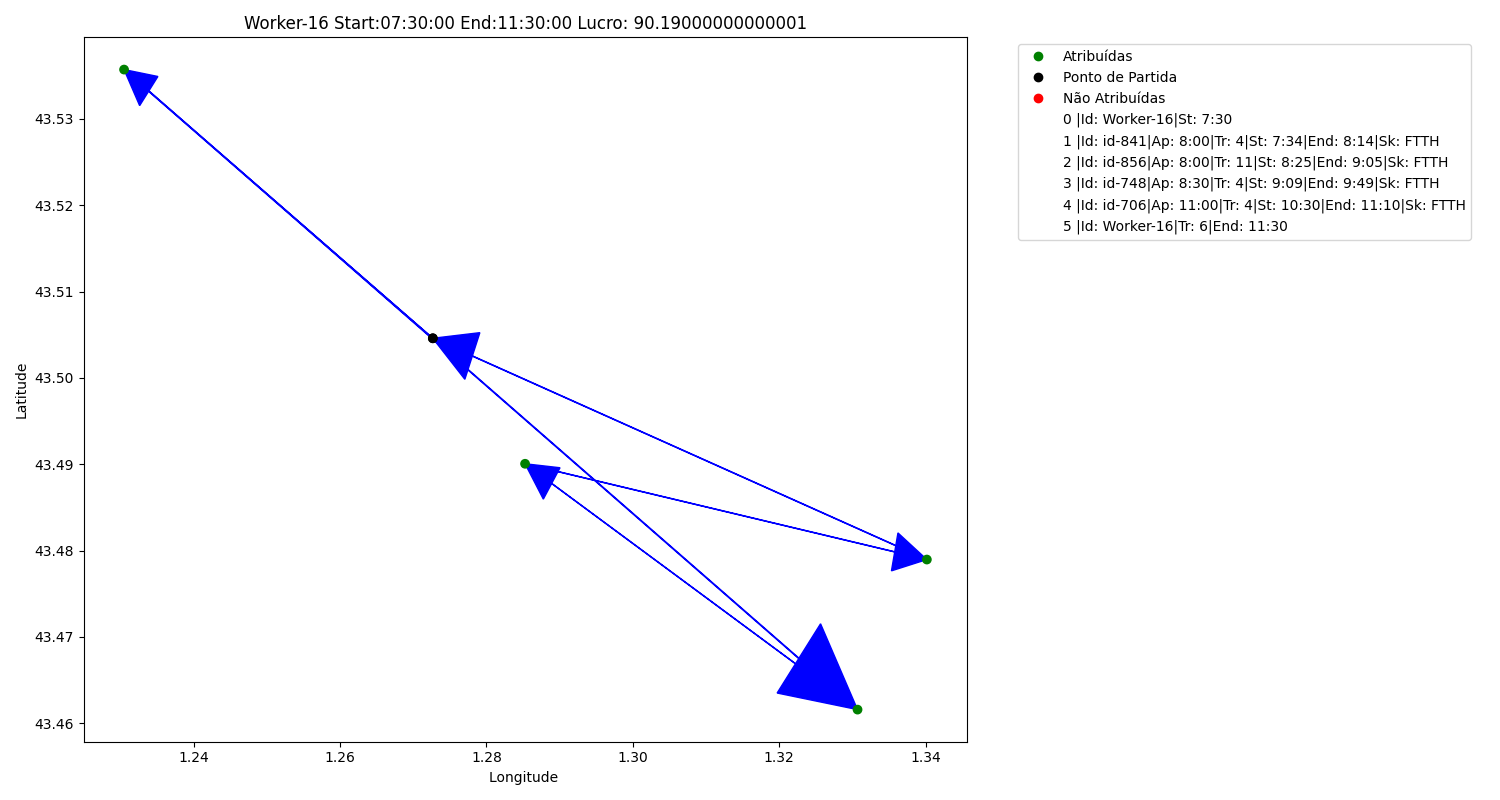 Worker-16 Start:07:30:00 End:11:30:00 Lucro: 90.19000000000001
43.53
43.52
43.51
43.50
43.49
43.48
43.47
43.46
Latitude
1.24
1.26
1.28
1.30
1.32
1.34
Longitude
Atribuídas
Ponto de Partida
Não Atribuídas
0 |Id: Worker-16|St: 7:30
1 |Id: id-841|Ap: 8:00|Tr: 4|St: 7:34|End: 8:14|Sk: FTTH
2 |Id: id-856|Ap: 8:00|Tr: 11|St: 8:25|End: 9:05|Sk: FTTH
3 |Id: id-748|Ap: 8:30|Tr: 4|St: 9:09|End: 9:49|Sk: FTTH
4 |Id: id-706|Ap: 11:00|Tr: 4|St: 10:30|End: 11:10|Sk: FTTH
5 |Id: Worker-16|Tr: 6|End: 11:30